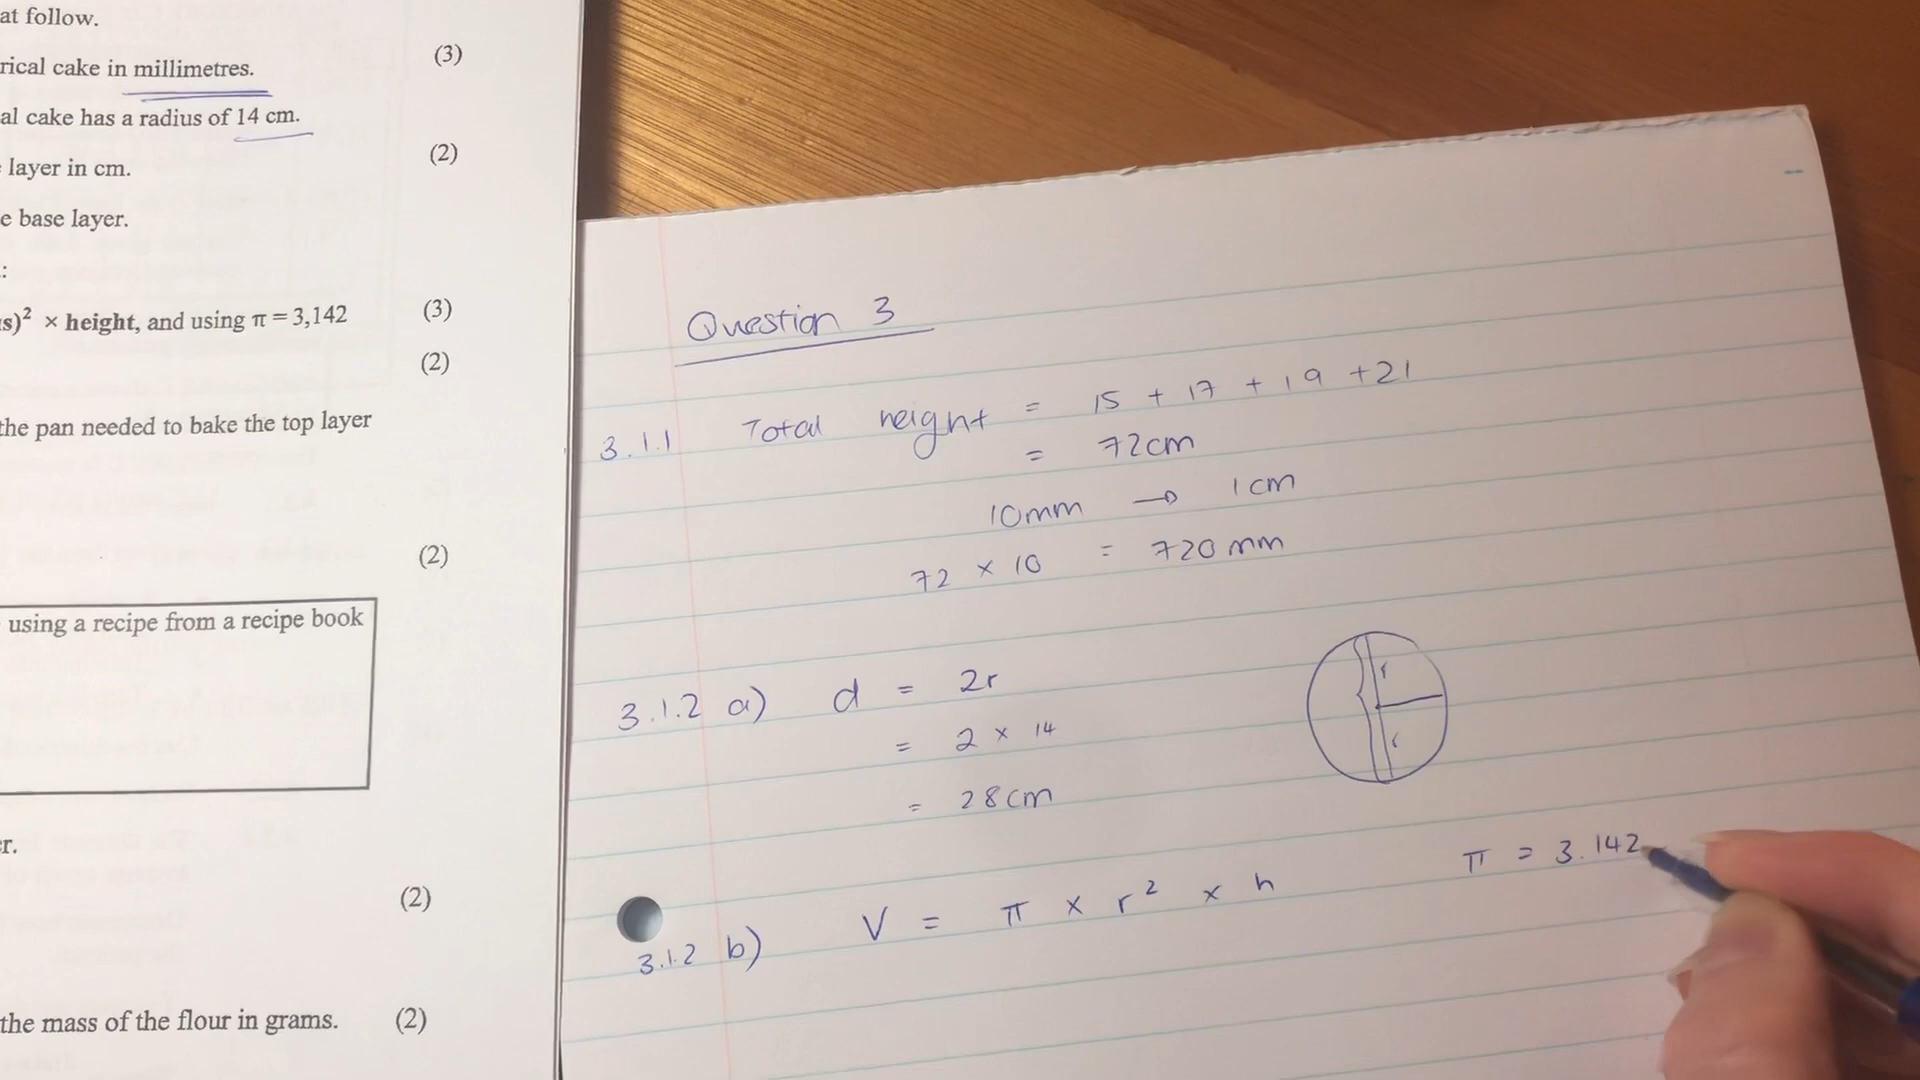 at follow.
(3)
rical cake in millimetres.
al cake has a radius of 14 cm.
(2)
layer in cm.
e base layer.
:
s)² × height, and using π = 3,142 (3)
(2)
the pan needed to bake the top layer
(2)
using a recipe from a recipe book
r.
(2)
the mass of the flour in grams. (2)
Question 3
3.1.1 Total height = 15 + 17 + 19 + 21
= 72cm
10mm → 1cm
72 × 10 = 720 mm
3.1.2 a) d = 2r
= 2 × 14
= 28cm
r
r
π = 3.142
3.1.2 b) V = π × r² × h